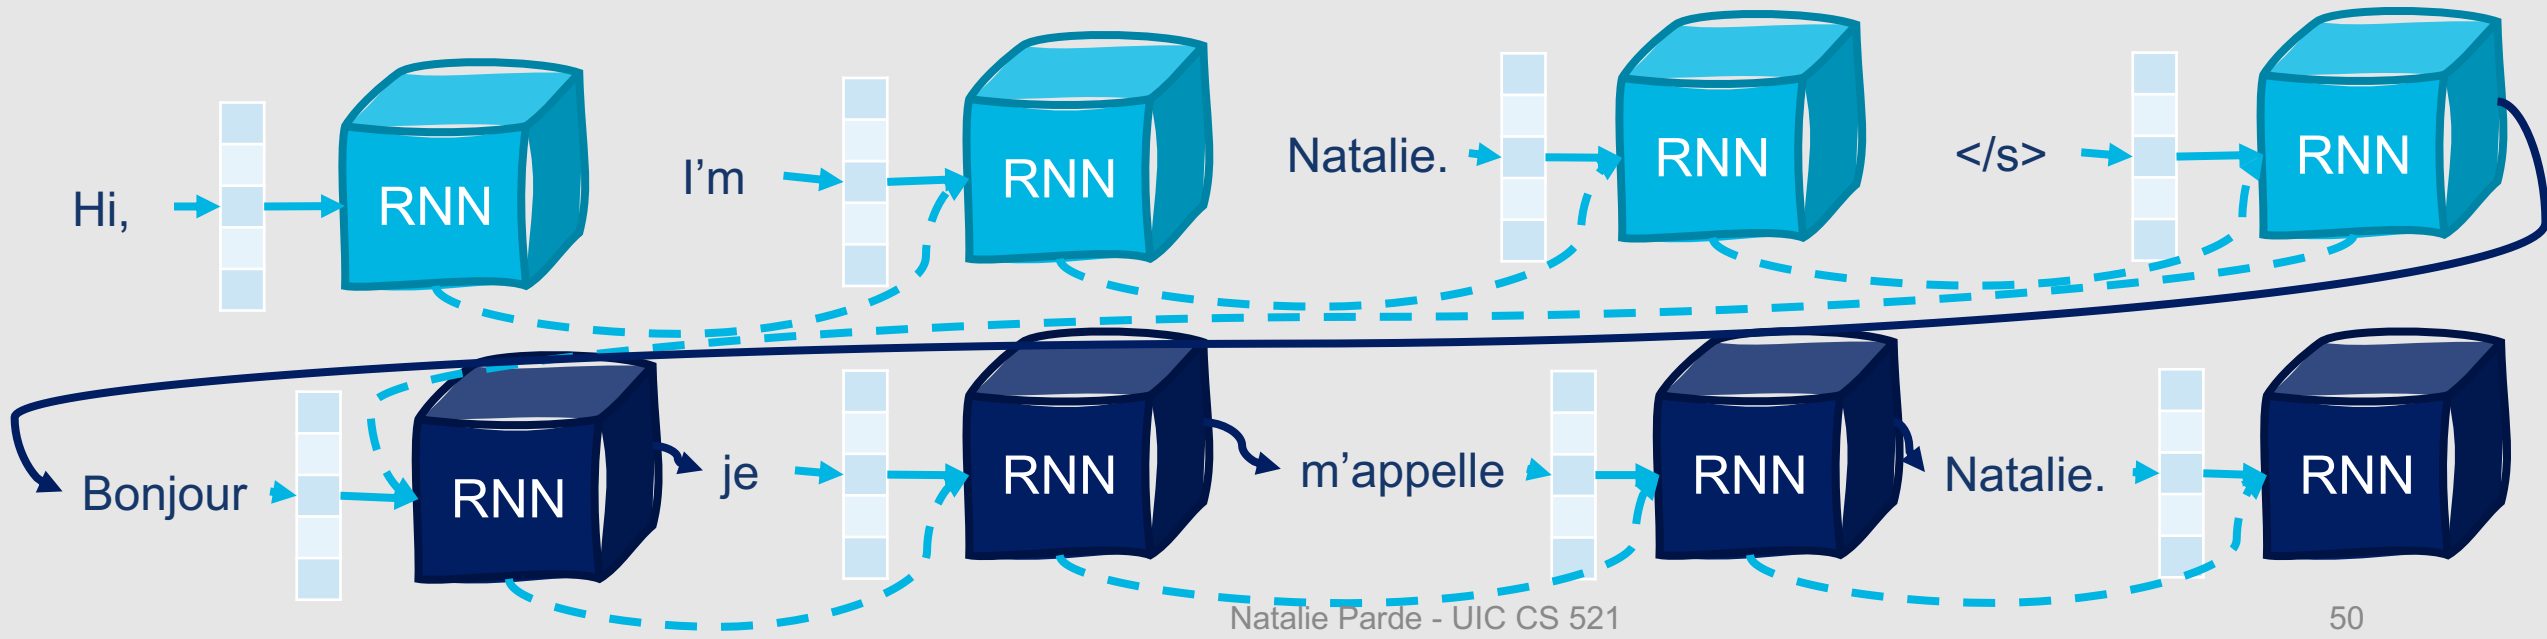 Hi, RNN I'm RNN Natalie. RNN </s> RNN
Bonjour RNN je RNN m'appelle RNN Natalie. RNN
Natalie Parde - UIC CS 521 50